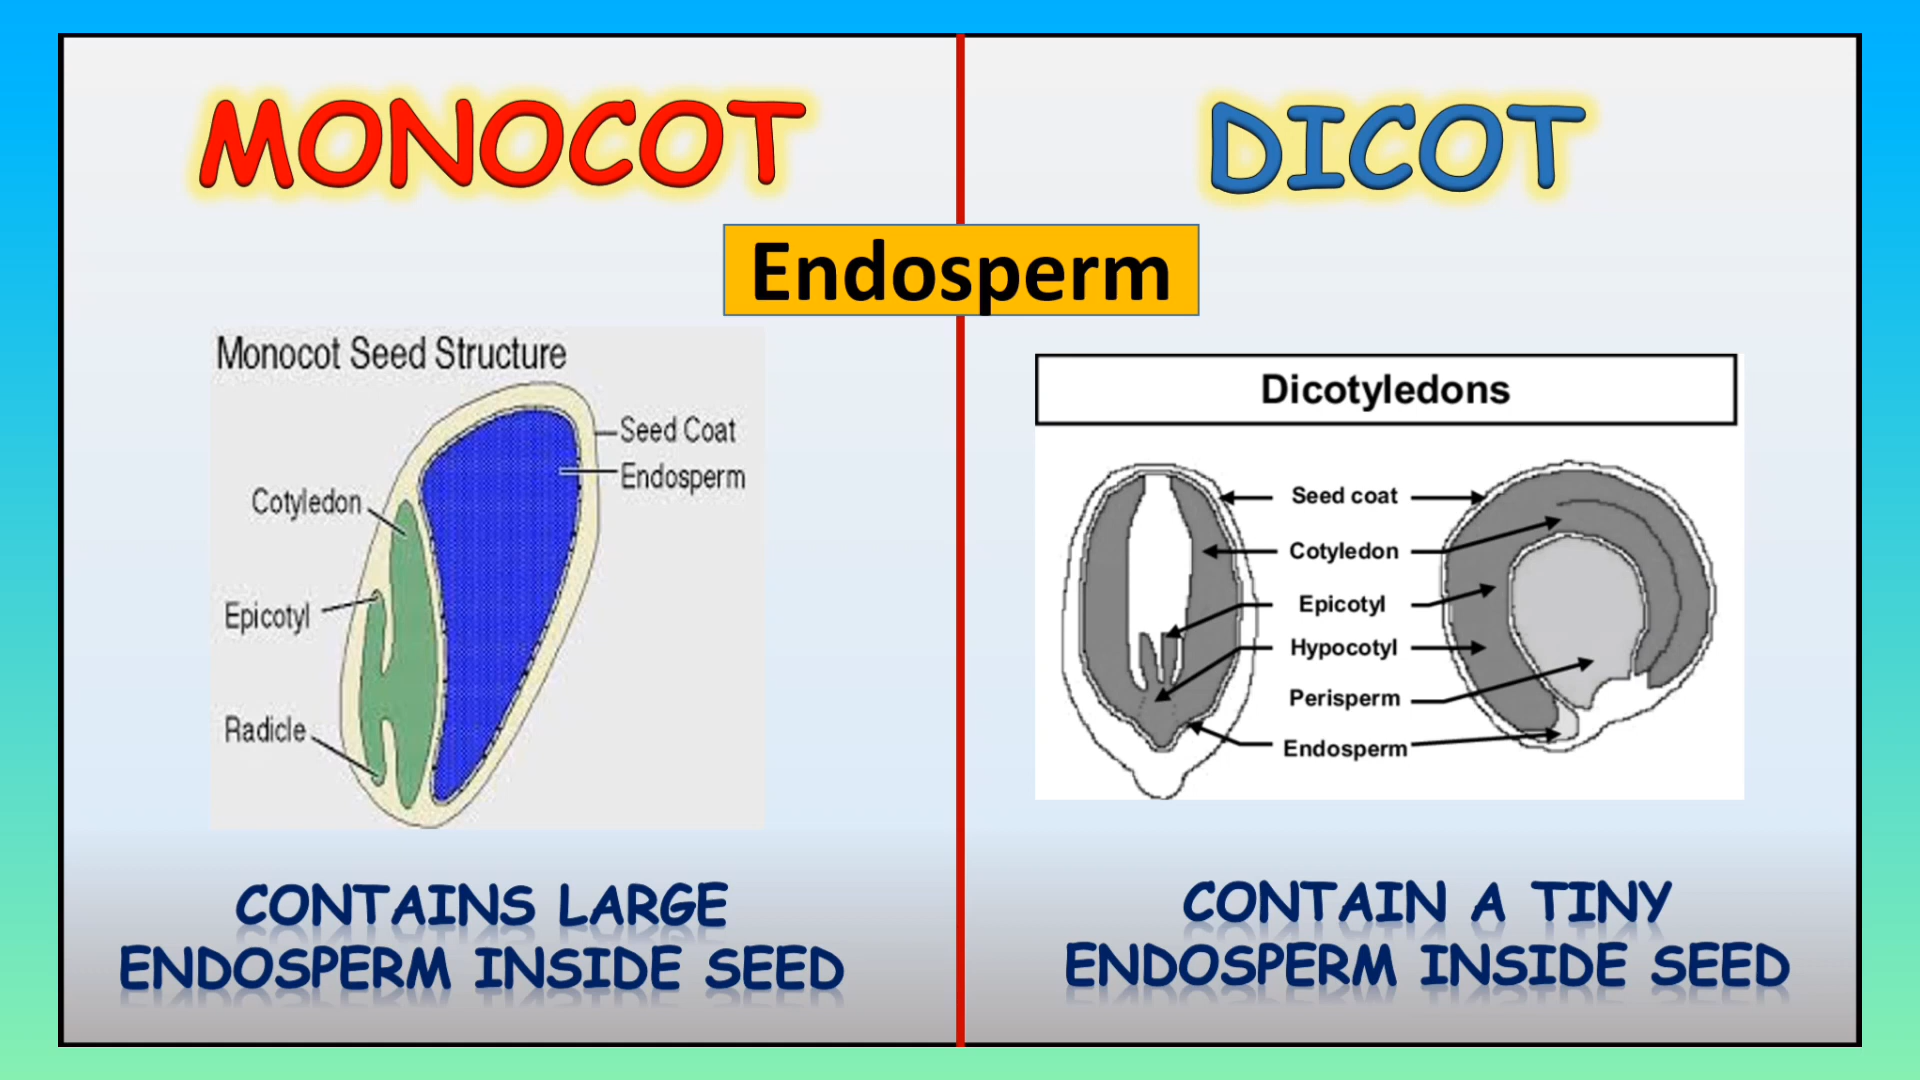 MONOCOT
DICOT
Endosperm
Monocot Seed Structure
Seed Coat
Endosperm
Cotyledon
Epicotyl
Radicle
Dicotyledons
Seed coat
Cotyledon
Epicotyl
Hypocotyl
Perisperm
Endosperm
CONTAINS LARGE
ENDOSPERM INSIDE SEED
CONTAIN A TINY
ENDOSPERM INSIDE SEED